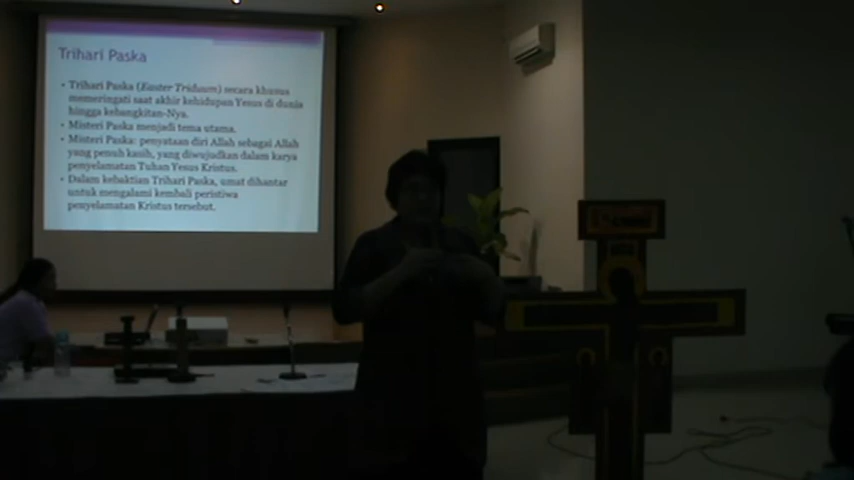 Trihari Paska
• Trihari Paska (Easter Triduum) secara khusus
memeringati saat akhir kehidupan Yesus di dunia
hingga kebangkitan-Nya.
• Misteri Paska menjadi tema utama.
• Misteri Paska: penyataan diri Allah sebagai Allah
yang penuh kasih, yang diwujudkan dalam karya
penyelamatan Tuhan Yesus Kristus.
• Dalam kebaktian Trihari Paska, umat dihantar
untuk mengalami kembali peristiwa
penyelamatan Kristus tersebut.